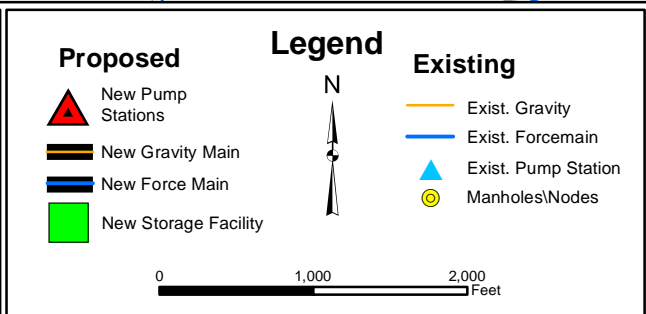 Legend
Proposed
New Pump
Stations
New Gravity Main
New Force Main
New Storage Facility
N
Existing
Exist. Gravity
Exist. Forcemain
Exist. Pump Station
Manholes\Nodes
0 1,000 2,000
Feet